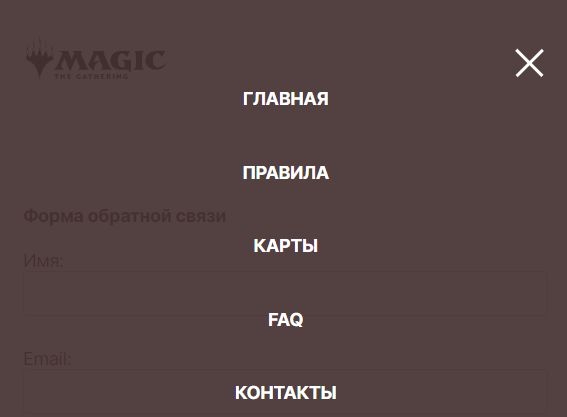 MAGIC
THE GATHERING
ГЛАВНАЯ
ПРАВИЛА
Форма обратной связи
КАРТЫ
Имя:
FAQ
Email:
КОНТАКТЫ